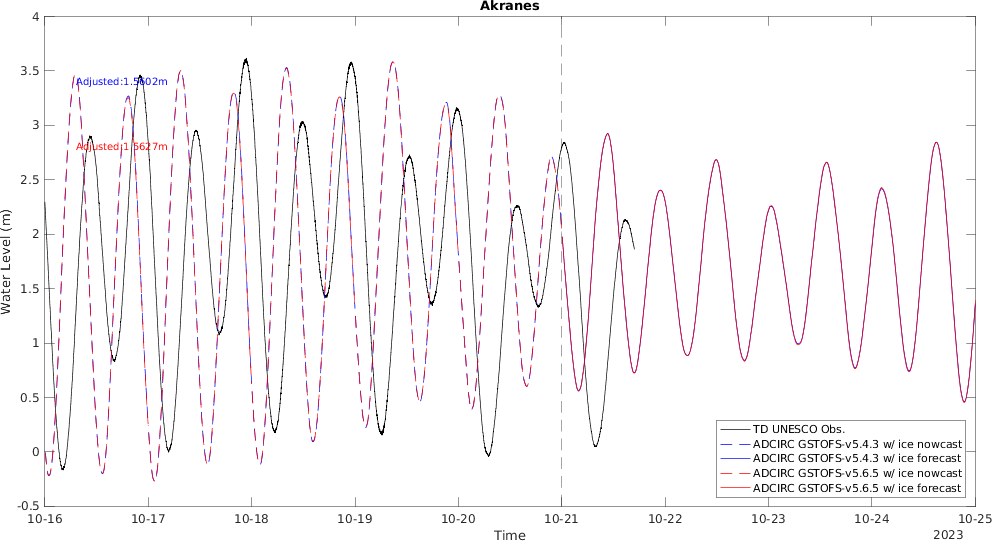 Akranes
4
3.5
3
2.5
2
1.5
1
0.5
0
-0.5
Water Level (m)
Adjusted:1.5602m
Adjusted:1.5627m
10-16 10-17 10-18 10-19 10-20 10-21 10-22 10-23 10-24 10-25
Time
2023
TD UNESCO Obs.
ADCIRC GSTOFS-v5.4.3 w/ ice nowcast
ADCIRC GSTOFS-v5.4.3 w/ ice forecast
ADCIRC GSTOFS-v5.6.5 w/ ice nowcast
ADCIRC GSTOFS-v5.6.5 w/ ice forecast